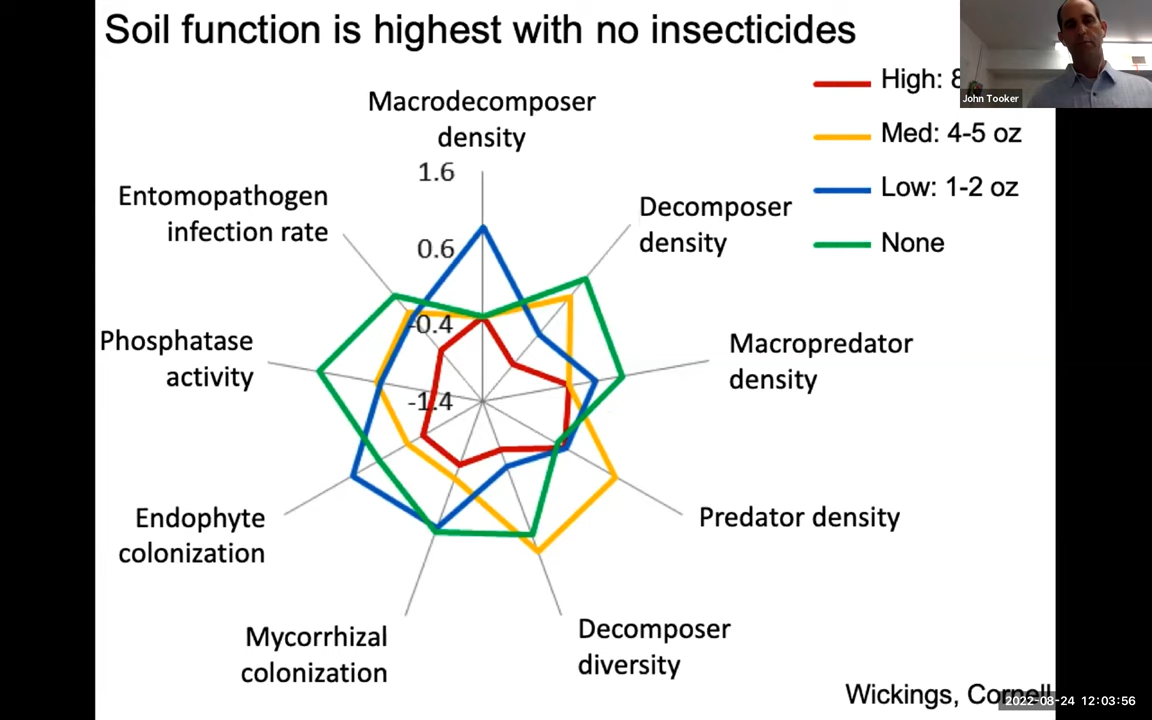 Soil function is highest with no insecticides
High:
John Tooker
Med: 4-5 oz
Low: 1-2 oz
None
Macrodecomposer
density
1.6
0.6
-0.4
-1.4
Decomposer
density
Macropredator
density
Predator density
Decomposer
diversity
Mycorrhizal
colonization
Endophyte
colonization
Phosphatase
activity
Entomopathogen
infection rate
Wickings, Cornell
2022-08-24 12:03:56